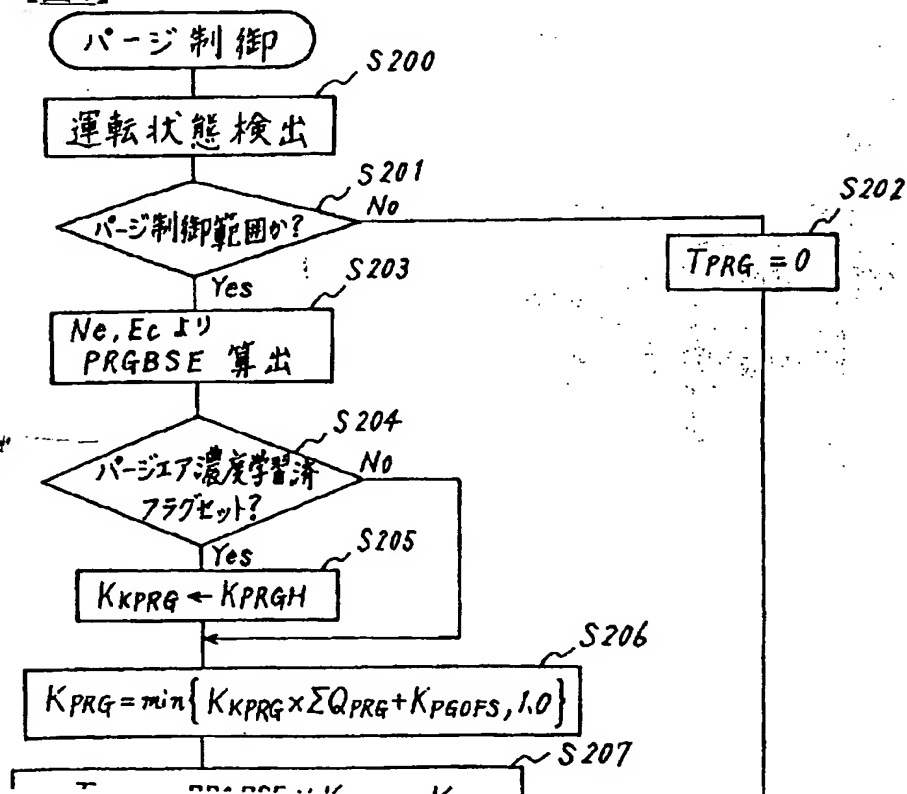 パージ制御
S200
運転状態検出
S201
パージ制御範囲か?
No
S202
TPRG = 0
Yes
S203
Ne, Ec より
PRGBSE 算出
S204
パージエア濃度学習済
フラグセット?
No
Yes
S205
KKPRG ← KPRGH
S206
KPRG = min{ KKPRG × ΣQPRG + KPGOFS, 1.0 }
S207